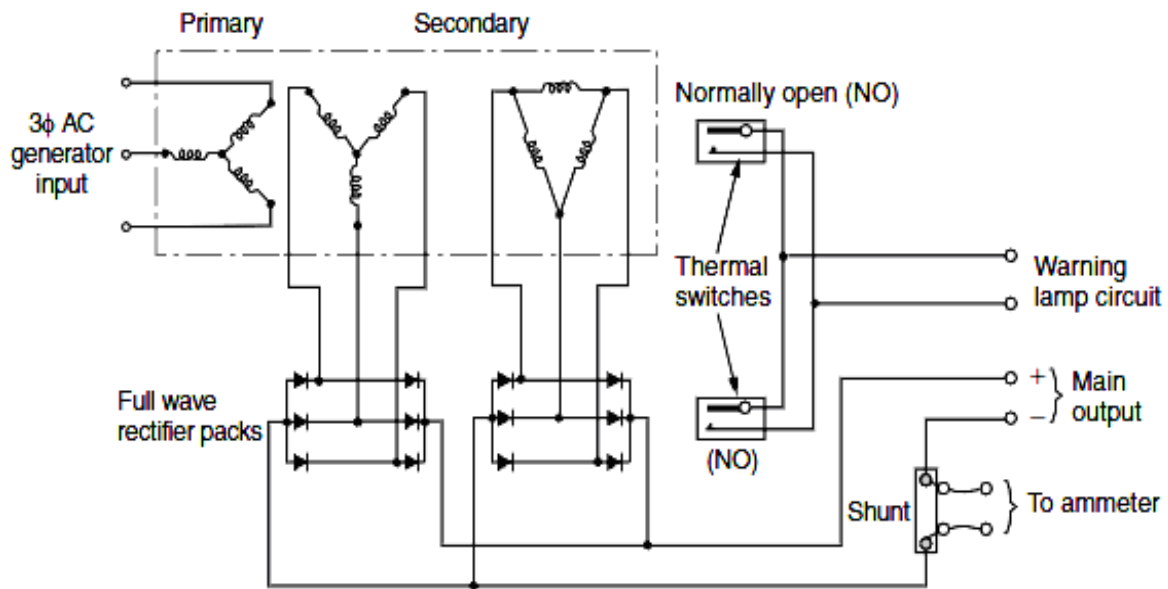 Primary
Secondary
3ϕ AC
generator
input
Normally open (NO)
Thermal
switches
Warning
lamp circuit
Full wave
rectifier packs
+
−
Main
output
(NO)
Shunt
To ammeter